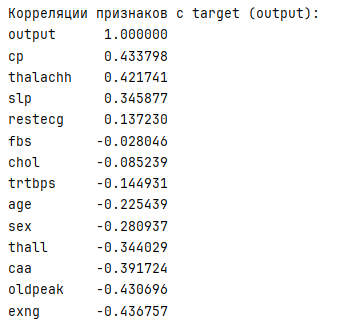 Корреляции признаков с target (output):
output      1.000000
cp          0.433798
thalachh    0.421741
slp         0.345877
restecg     0.137230
fbs        -0.028046
chol       -0.085239
trtbps     -0.144931
age        -0.225439
sex        -0.280937
thall      -0.344029
caa        -0.391724
oldpeak    -0.430696
exng       -0.436757